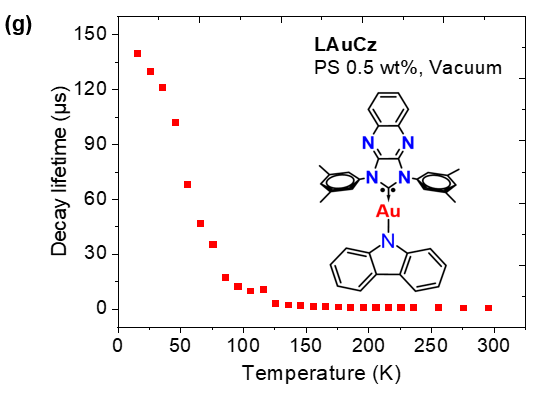 (g)
LAuCz
PS 0.5 wt%, Vacuum
Decay lifetime (μs)
150
120
90
60
30
0
N N
N N
Au
N
0 50 100 150 200 250 300
Temperature (K)